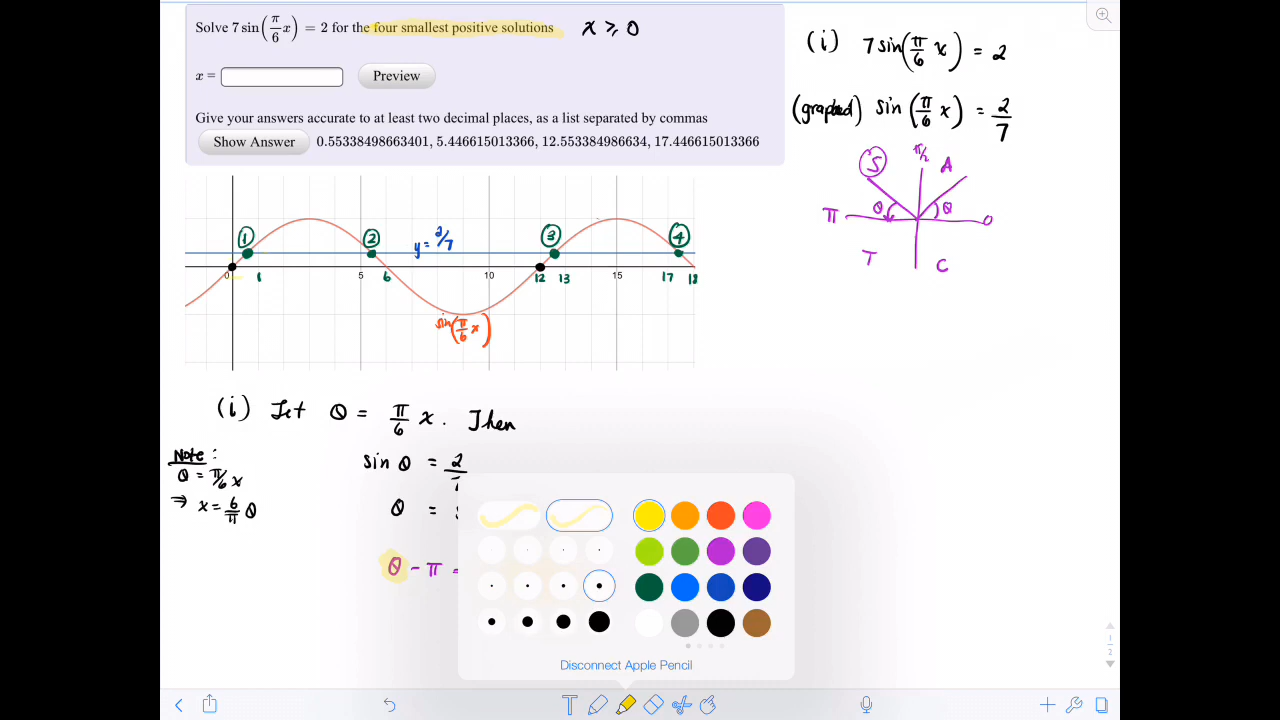 Solve 7 sin(π/6 x) = 2 for the four smallest positive solutions x ⩾ 0
x =
Preview
Give your answers accurate to at least two decimal places, as a list separated by commas
Show Answer 0.55338498663401, 5.446615013366, 12.553384986634, 17.446615013366
1 2 y = 2/7 3 4
0 1 5 6 10 12 13 15 17 18
sin(π/6 x)
(i) 7 sin(π/6 x) = 2
(graphed) sin(π/6 x) = 2/7
S π/2 A
θ θ
π 0
T C
(i) Let θ = π/6 x. Then
Note:
θ = π/6 x
⇒ x = 6/π θ
sin θ = 2
θ =
θ - π =
Disconnect Apple Pencil
1
2
T